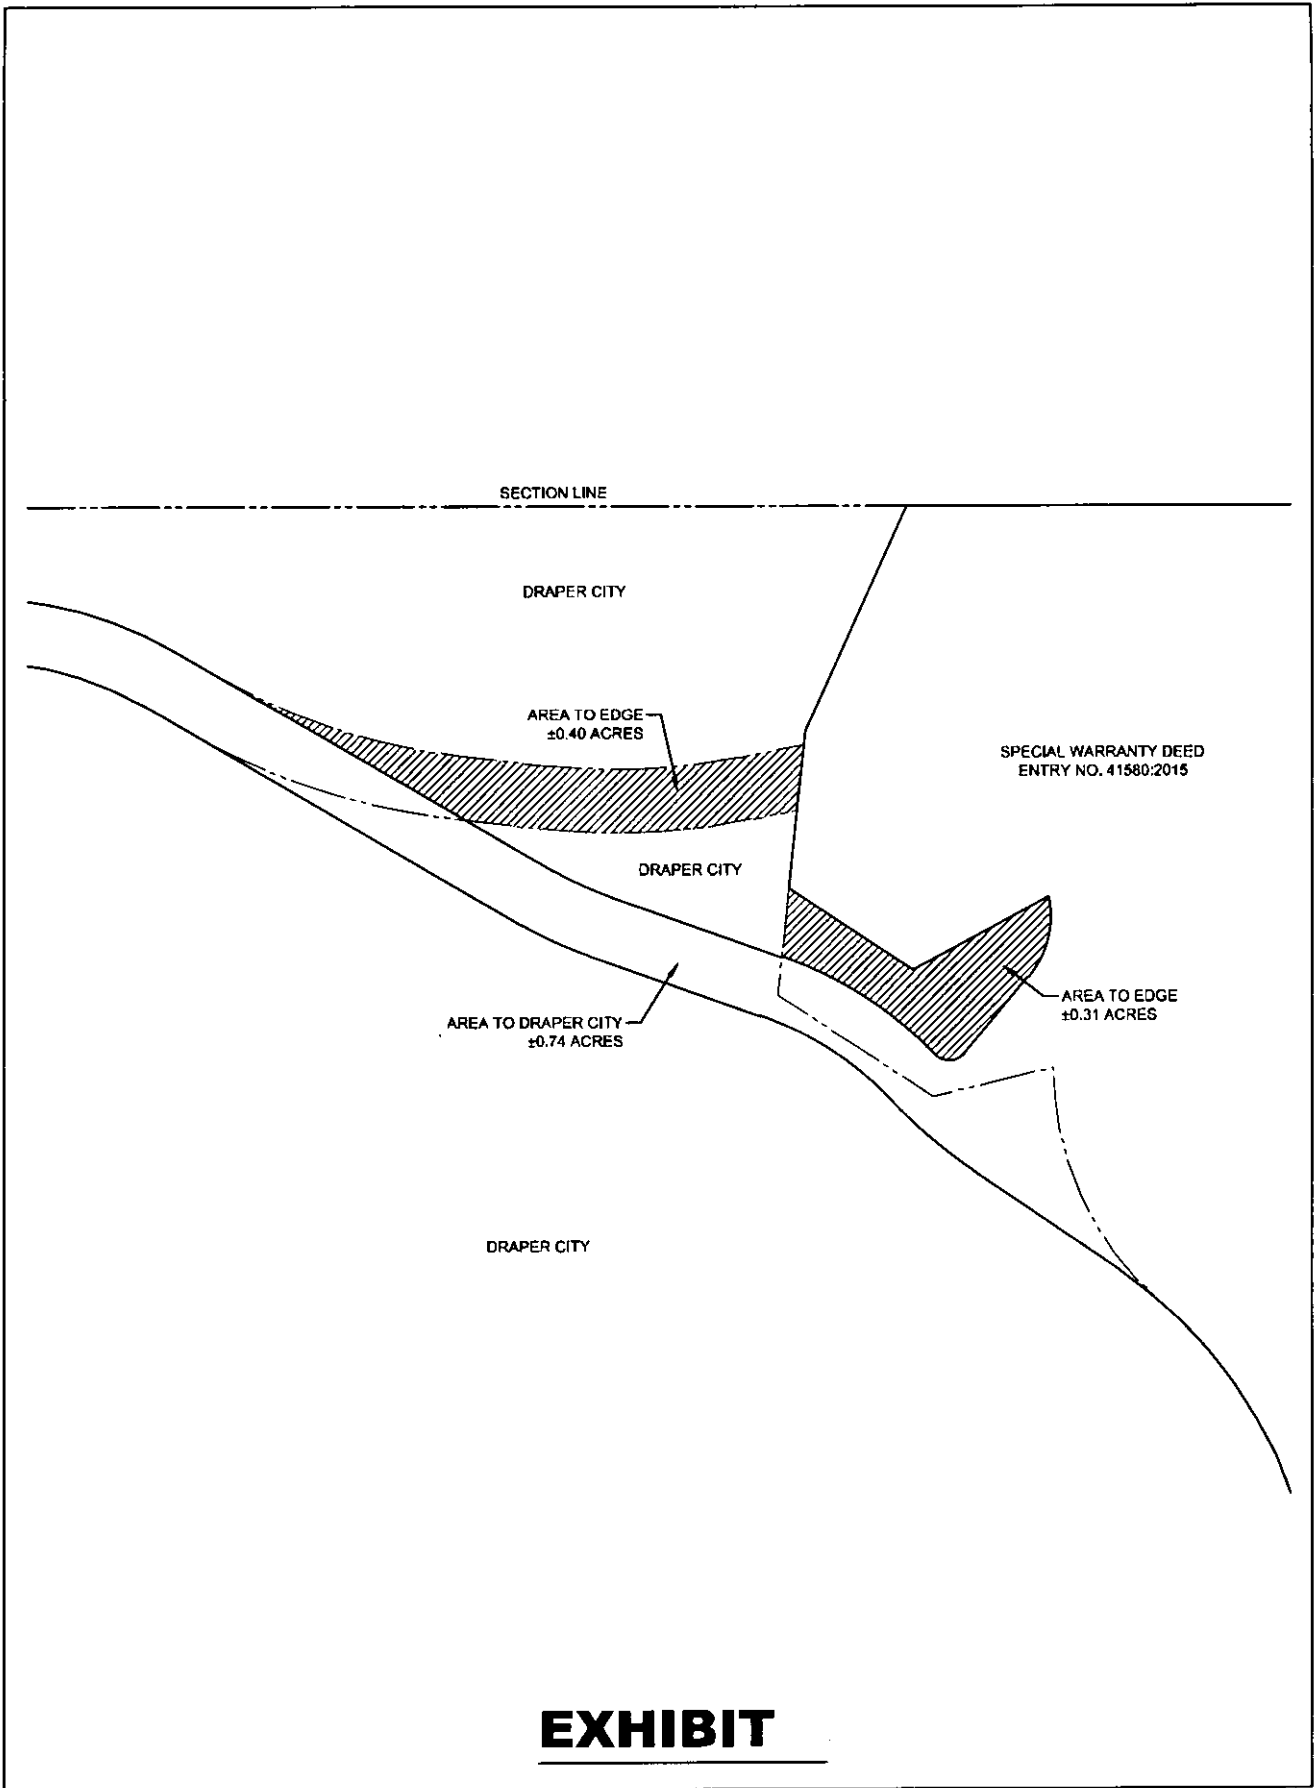 SECTION LINE
DRAPER CITY
AREA TO EDGE
±0.40 ACRES
SPECIAL WARRANTY DEED
ENTRY NO. 41580:2015
DRAPER CITY
AREA TO EDGE
±0.31 ACRES
AREA TO DRAPER CITY
±0.74 ACRES
DRAPER CITY
EXHIBIT